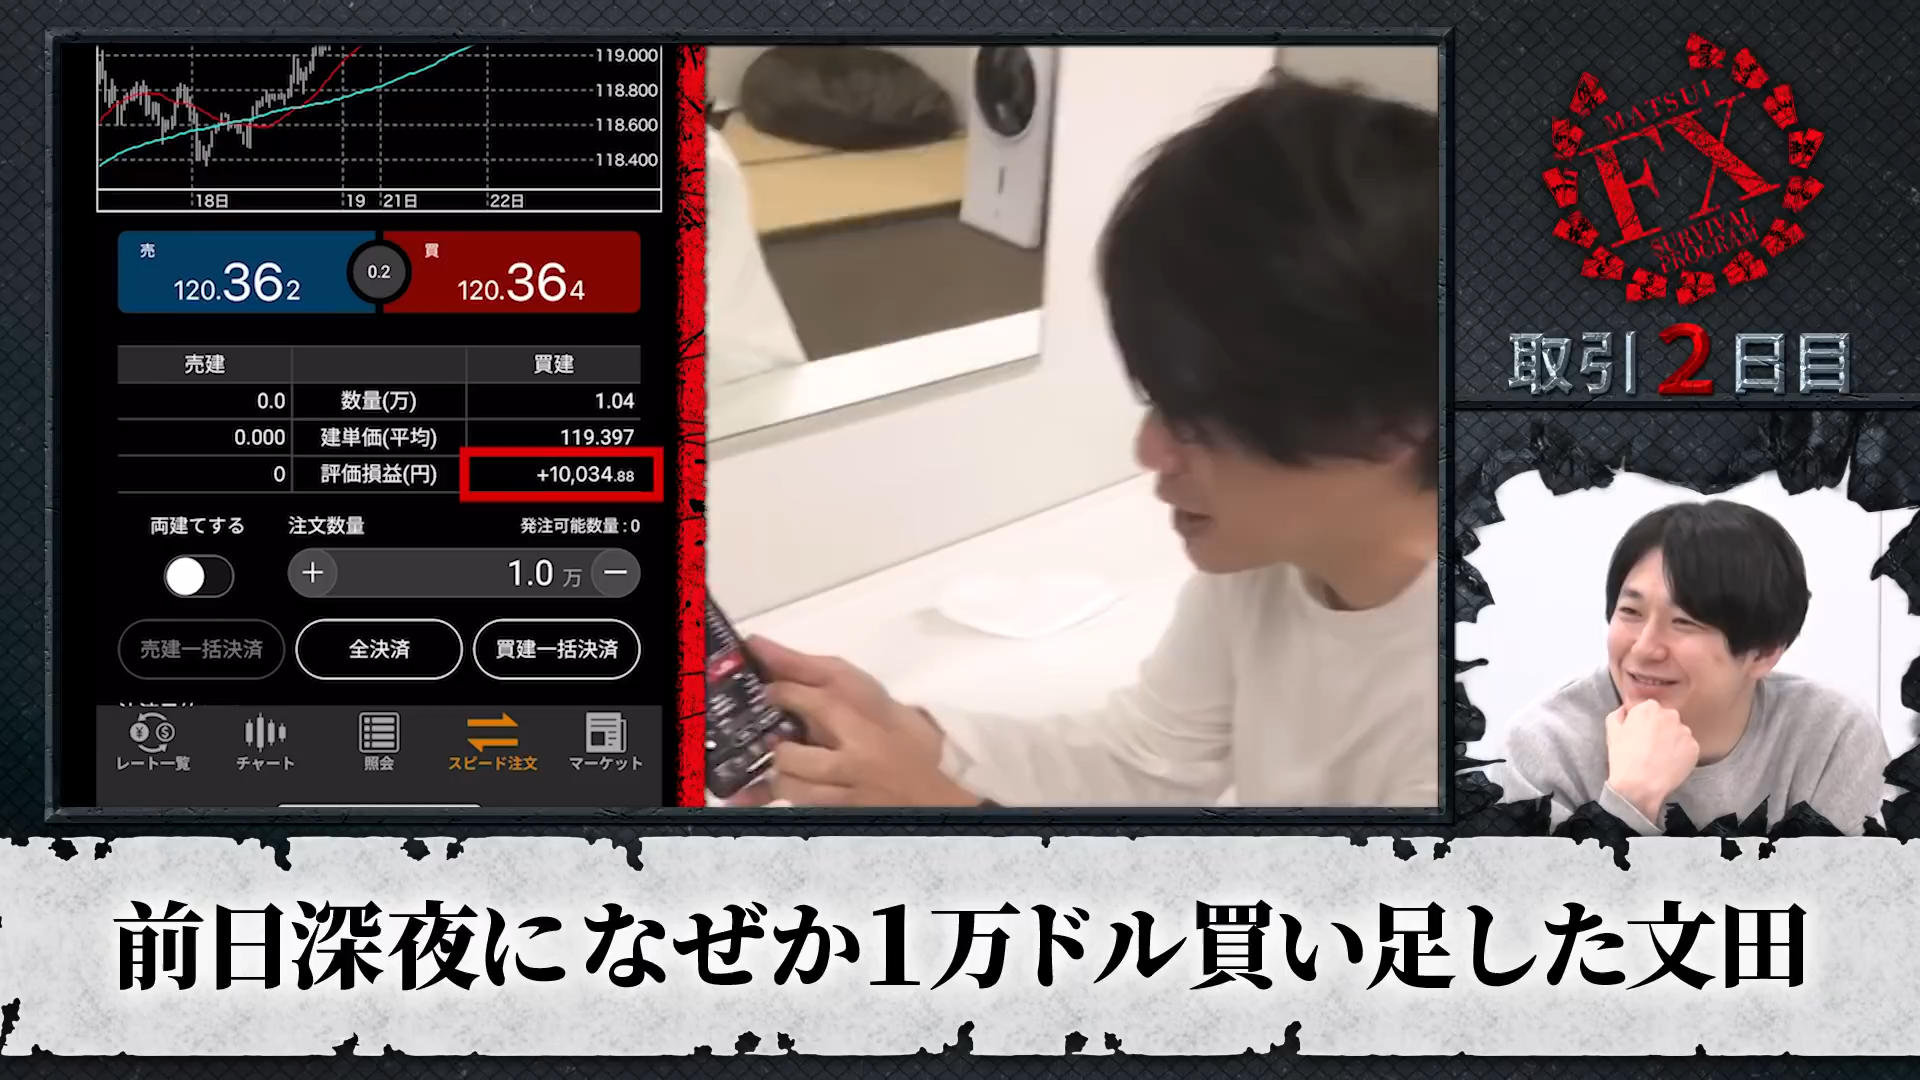 119.000
118.800
118.600
118.400
18日 19 21日 22日
売 買
120.362 0.2 120.364
売建 買建
0.0 数量(万) 1.04
0.000 建単価(平均) 119.397
0 評価損益(円) +10,034.88
両建てする 注文数量 発注可能数量:0
+ 1.0 万 −
売建一括決済 全決済 買建一括決済
レート一覧 チャート 照会 スピード注文 マーケット
MATSUI
FX
SURVIVAL
PROGRAM
取引2日目
前日深夜になぜか1万ドル買い足した文田